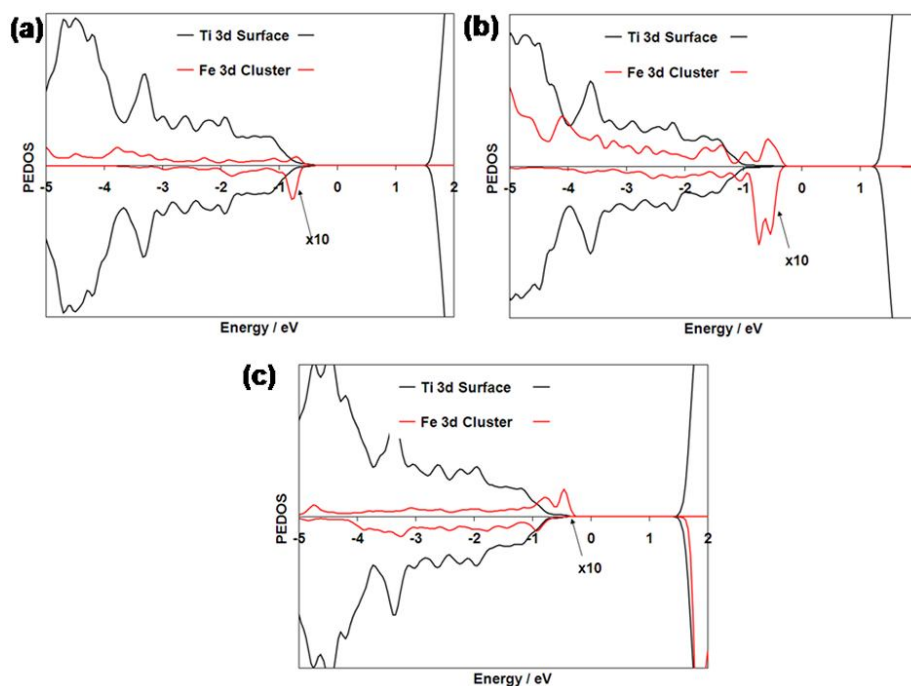 (a)
Ti 3d Surface
Fe 3d Cluster
PEDOS
-5 -4 -3 -2 -1 0 1 2
x10
Energy / eV
(b)
Ti 3d Surface
Fe 3d Cluster
PEDOS
-5 -4 -3 -2 -1 0 1
x10
Energy / eV
(c)
Ti 3d Surface
Fe 3d Cluster
PEDOS
-5 -4 -3 -2 -1 0 1 2
x10
Energy / eV